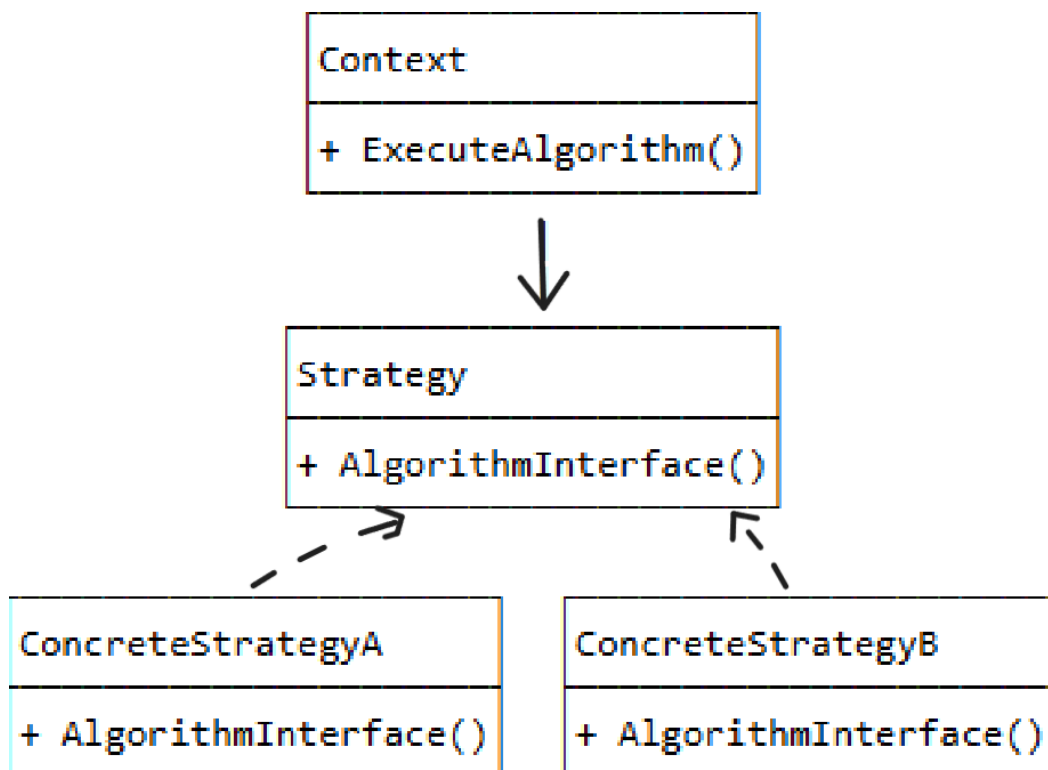 Context
+ ExecuteAlgorithm()
Strategy
+ AlgorithmInterface()
ConcreteStrategyA
+ AlgorithmInterface()
ConcreteStrategyB
+ AlgorithmInterface()